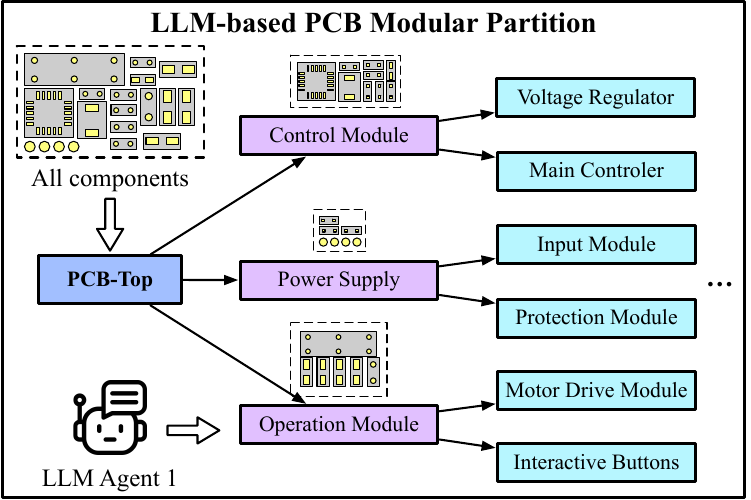 LLM-based PCB Modular Partition
All components
PCB-Top
LLM Agent 1
Control Module
Power Supply
Operation Module
Voltage Regulator
Main Controler
Input Module
Protection Module
Motor Drive Module
Interactive Buttons
...